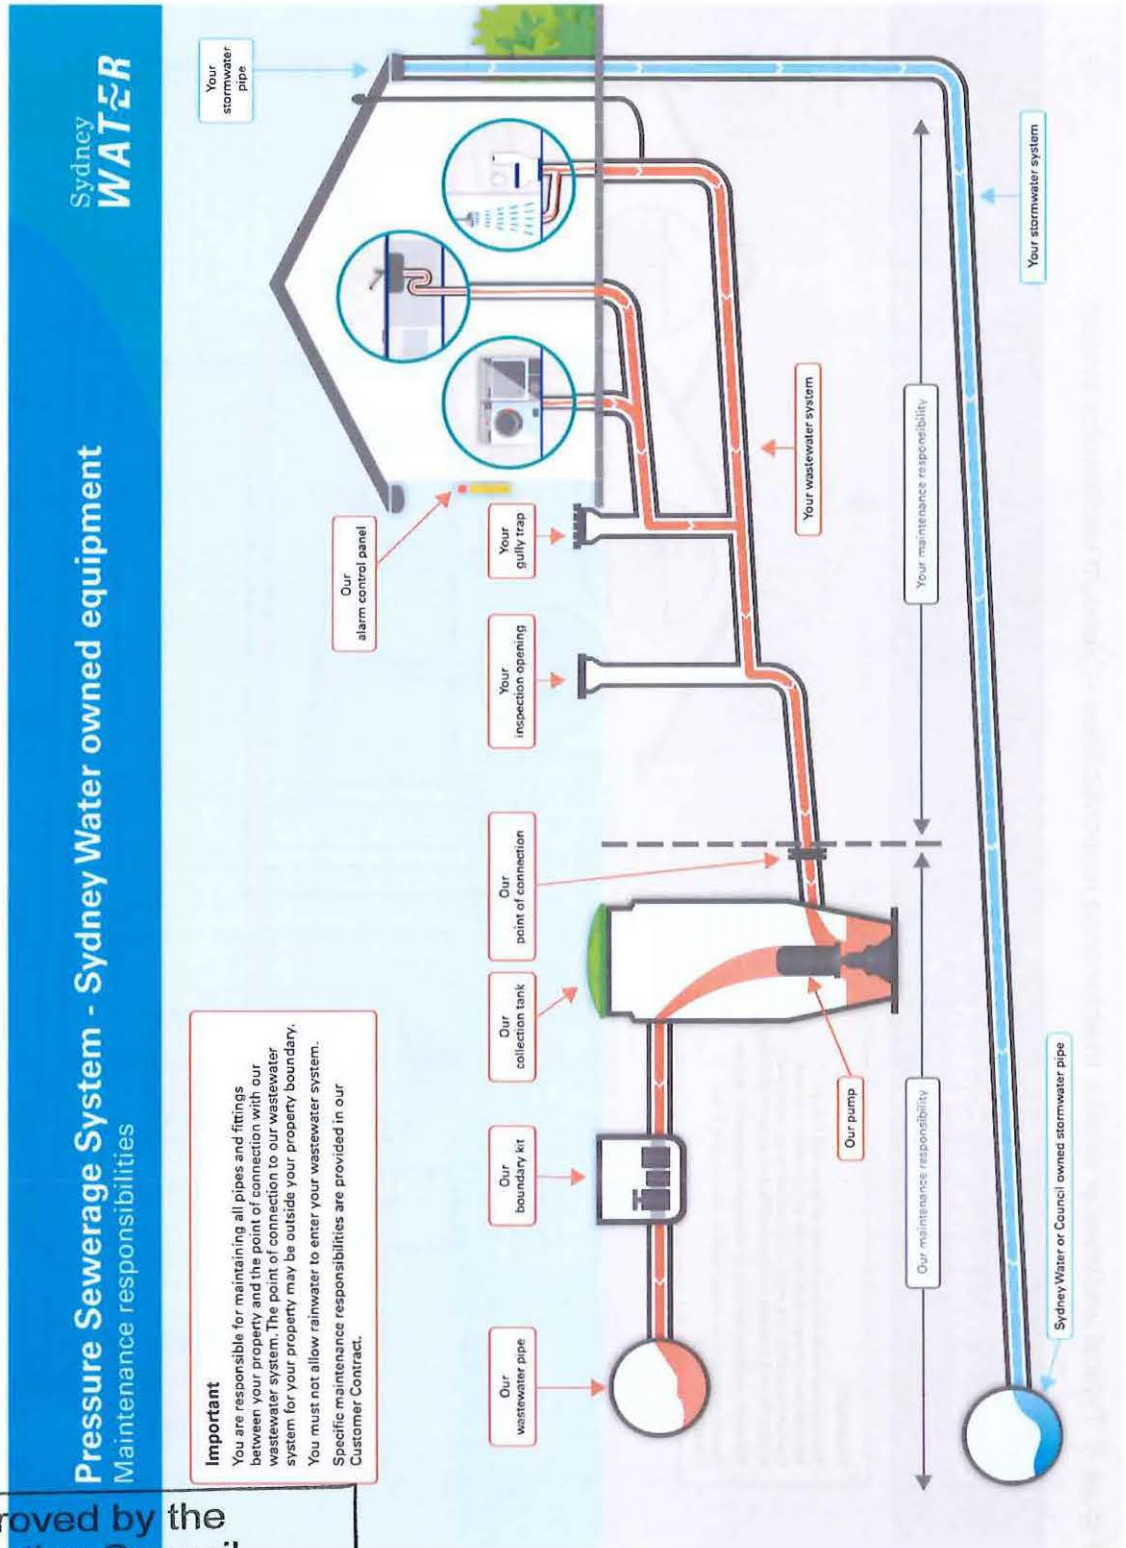 Pressure Sewerage System - Sydney Water owned equipment
Maintenance responsibilities
Sydney
WATER
Important
You are responsible for maintaining all pipes and fittings
between your property and the point of connection with our
wastewater system. The point of connection to our wastewater
system for your property may be outside your property boundary.
You must not allow rainwater to enter your wastewater system.
Specific maintenance responsibilities are provided in our
Customer Contract.
Your
stormwater
pipe
Our
alarm control panel
Our
wastewater pipe
Our
boundary kit
Our
collection tank
Our
point of connection
Your
inspection opening
Your
gully trap
Our pump
Your wastewater system
Our maintenance responsibility
Your maintenance responsibility
Your stormwater system
Sydney Water or Council owned stormwater pipe
roved by the